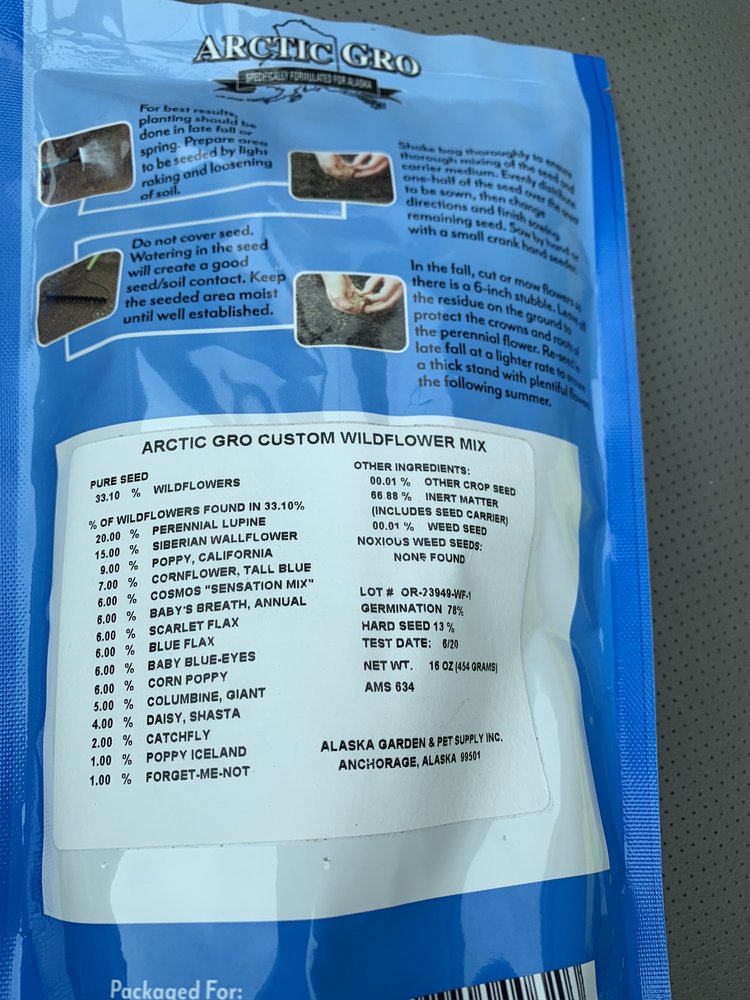 ARCTIC GRO
SPECIFICALLY FORMULATED FOR ALASKA
For best results,
planting should be
done in late fall or
spring. Prepare area
to be seeded by light
raking and loosening
of soil.
Shake bag thoroughly to ensure
thorough mixing of the seed and
carrier medium. Evenly distribute
one-half of the seed over the area
to be sown, then change
directions and finish sowing
remaining seed. Sow by hand or
with a small crank hand seeder.
Do not cover seed.
Watering in the seed
will create a good
seed/soil contact. Keep
the seeded area moist
until well established.
In the fall, cut or mow flowers so
there is a 6-inch stubble. Leave all
the residue on the ground to
protect the crowns and roots of
the perennial flower. Re-seed in
late fall at a lighter rate to ensure
a thick stand with plentiful flowers
the following summer.
ARCTIC GRO CUSTOM WILDFLOWER MIX
PURE SEED
33.10 % WILDFLOWERS
% OF WILDFLOWERS FOUND IN 33.10%
20.00 % PERENNIAL LUPINE
15.00 % SIBERIAN WALLFLOWER
9.00 % POPPY, CALIFORNIA
7.00 % CORNFLOWER, TALL BLUE
6.00 % COSMOS "SENSATION MIX"
6.00 % BABY'S BREATH, ANNUAL
6.00 % SCARLET FLAX
6.00 % BLUE FLAX
6.00 % BABY BLUE-EYES
6.00 % CORN POPPY
5.00 % COLUMBINE, GIANT
4.00 % DAISY, SHASTA
2.00 % CATCHFLY
1.00 % POPPY ICELAND
1.00 % FORGET-ME-NOT
OTHER INGREDIENTS:
00.01 % OTHER CROP SEED
66.88 % INERT MATTER
(INCLUDES SEED CARRIER)
00.01 % WEED SEED
NOXIOUS WEED SEEDS:
NONE FOUND
LOT # OR-23949-WF-1
GERMINATION 78%
HARD SEED 13 %
TEST DATE: 6/20
NET WT. 16 OZ (454 GRAMS)
AMS 634
ALASKA GARDEN & PET SUPPLY INC.
ANCHORAGE, ALASKA 99501
Packaged For: